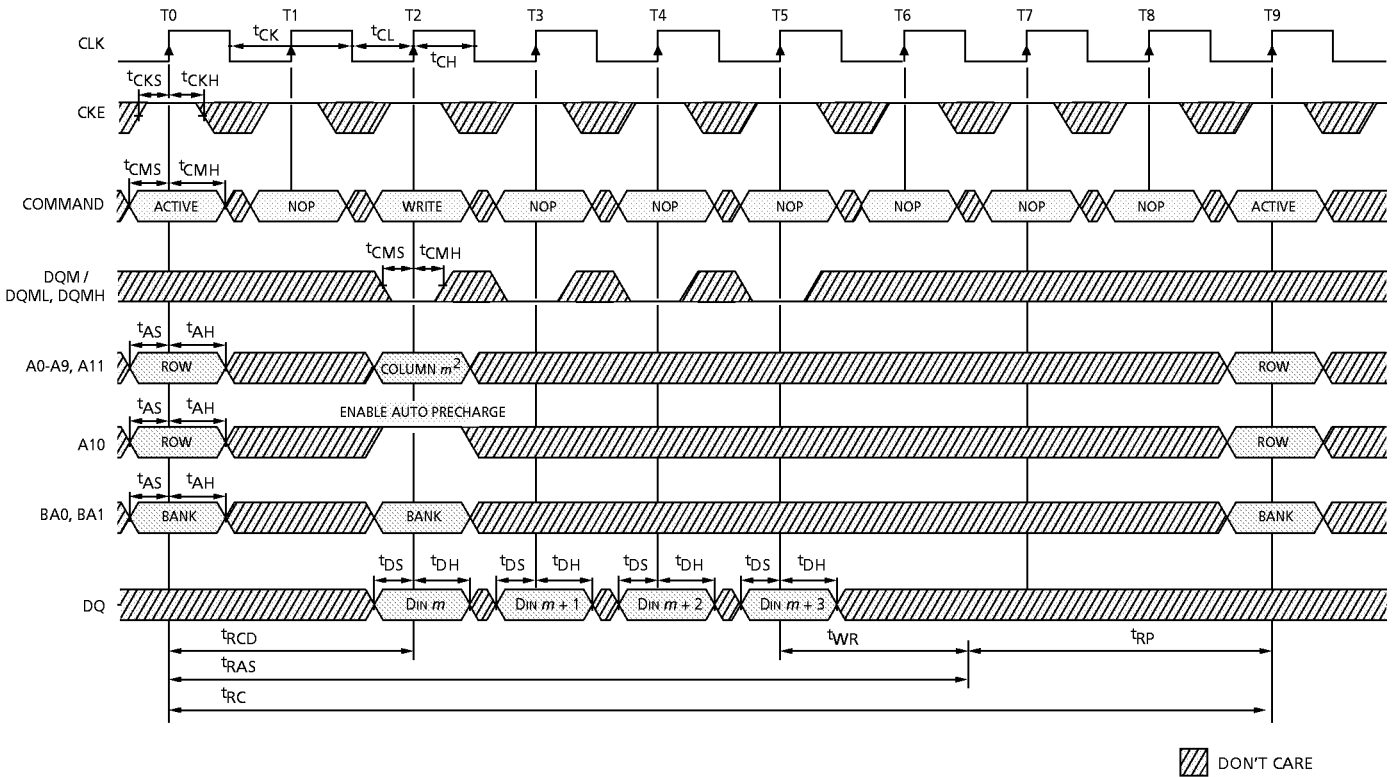 T0 T1 T2 T3 T4 T5 T6 T7 T8 T9
CLK tCK tCL tCH
tCKS tCKH
CKE
tCMS tCMH
COMMAND ACTIVE NOP WRITE NOP NOP NOP NOP NOP NOP ACTIVE
tCMS tCMH
DQM /
DQML, DQMH
tAS tAH
A0-A9, A11 ROW COLUMN m2 ROW
ENABLE AUTO PRECHARGE
tAS tAH
A10 ROW ROW
tAS tAH
BA0, BA1 BANK BANK BANK
tDS tDH tDS tDH tDS tDH tDS tDH
DQ DIN m DIN m + 1 DIN m + 2 DIN m + 3
tRCD tWR tRP
tRAS
tRC
DON'T CARE